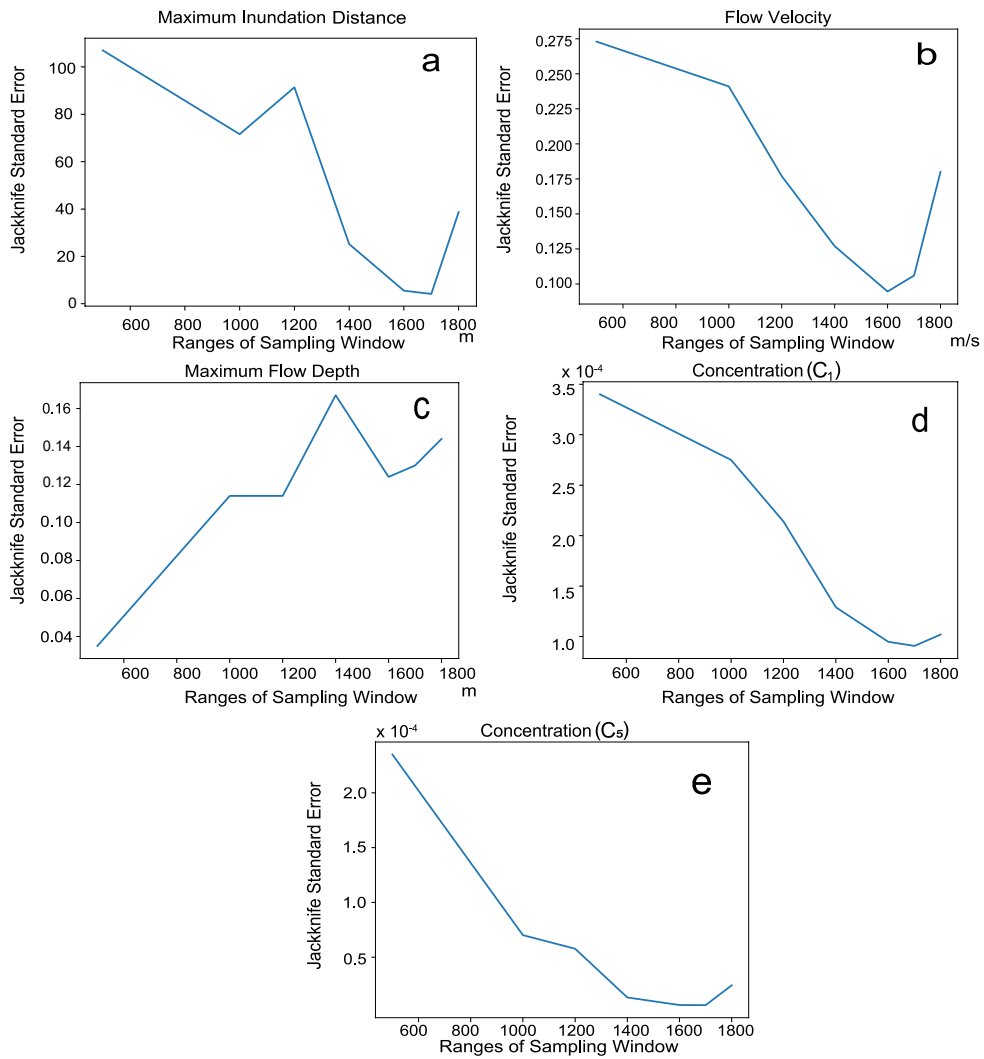 Maximum Inundation Distance
a
Jackknife Standard Error
100
80
60
40
20
0
600 1000 1200 1400 1600 1800
Ranges of Sampling Window m
Flow Velocity
b
Jackknife Standard Error
0.275
0.250
0.225
0.200
0.175
0.150
0.125
0.100
600 800 1000 1200 1400 1600 1800
Ranges of Sampling Window m/s
Maximum Flow Depth
c
Jackknife Standard Error
0.16
0.14
0.12
0.10
0.08
0.06
0.04
600 800 1000 1200 1400 1600 1800
Ranges of Sampling Window m
x 10⁻⁴ Concentration (C₁)
d
Jackknife Standard Error
3.5
3.0
2.5
2.0
1.5
1.0
600 800 1000 1200 1400 1600 1800
Ranges of Sampling Window
x 10⁻⁴ Concentration (C₅)
e
Jackknife Standard Error
2.0
1.5
1.0
0.5
600 800 1000 1200 1400 1600 1800
Ranges of Sampling Window